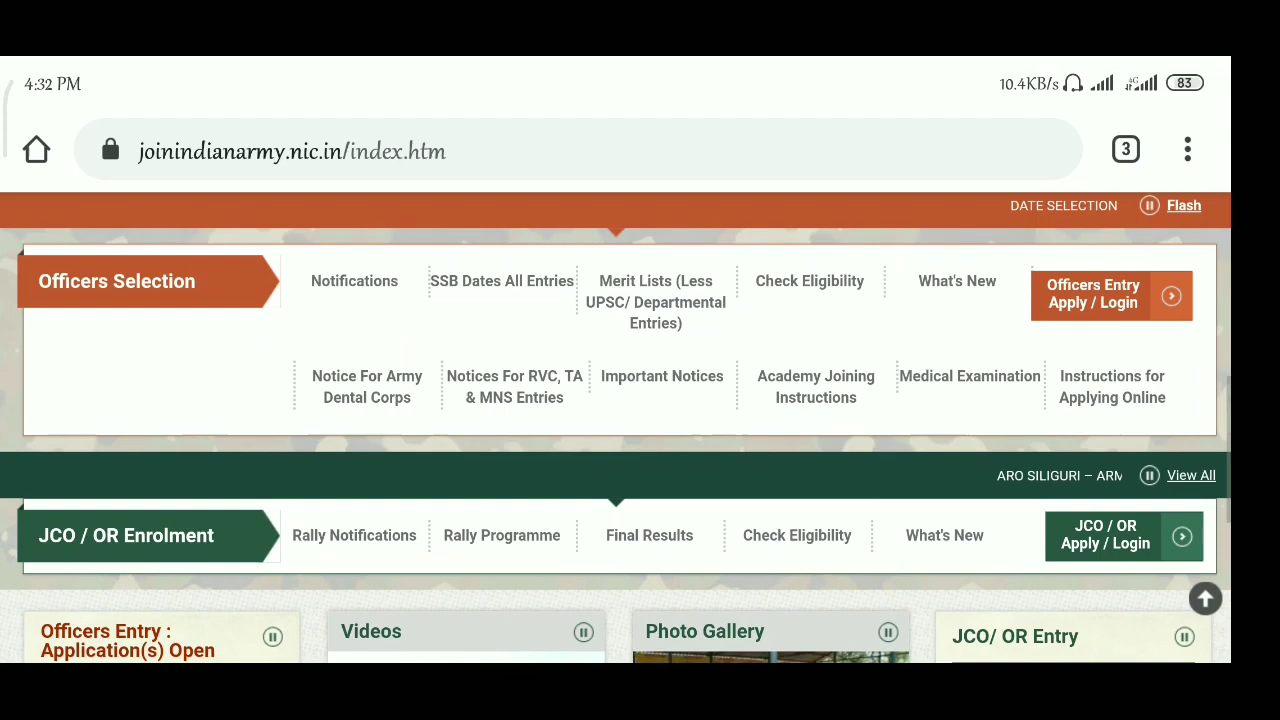 4:32 PM
10.4KB/s
4G
83
joinindianarmy.nic.in/index.htm
3
DATE SELECTION
Flash
Officers Selection
Notifications
SSB Dates All Entries
Merit Lists (Less
UPSC/ Departmental
Entries)
Check Eligibility
What's New
Officers Entry
Apply / Login
Notice For Army
Dental Corps
Notices For RVC, TA
& MNS Entries
Important Notices
Academy Joining
Instructions
Medical Examination
Instructions for
Applying Online
ARO SILIGURI – ARM
View All
JCO / OR Enrolment
Rally Notifications
Rally Programme
Final Results
Check Eligibility
What's New
JCO / OR
Apply / Login
Officers Entry :
Application(s) Open
Videos
Photo Gallery
JCO/ OR Entry